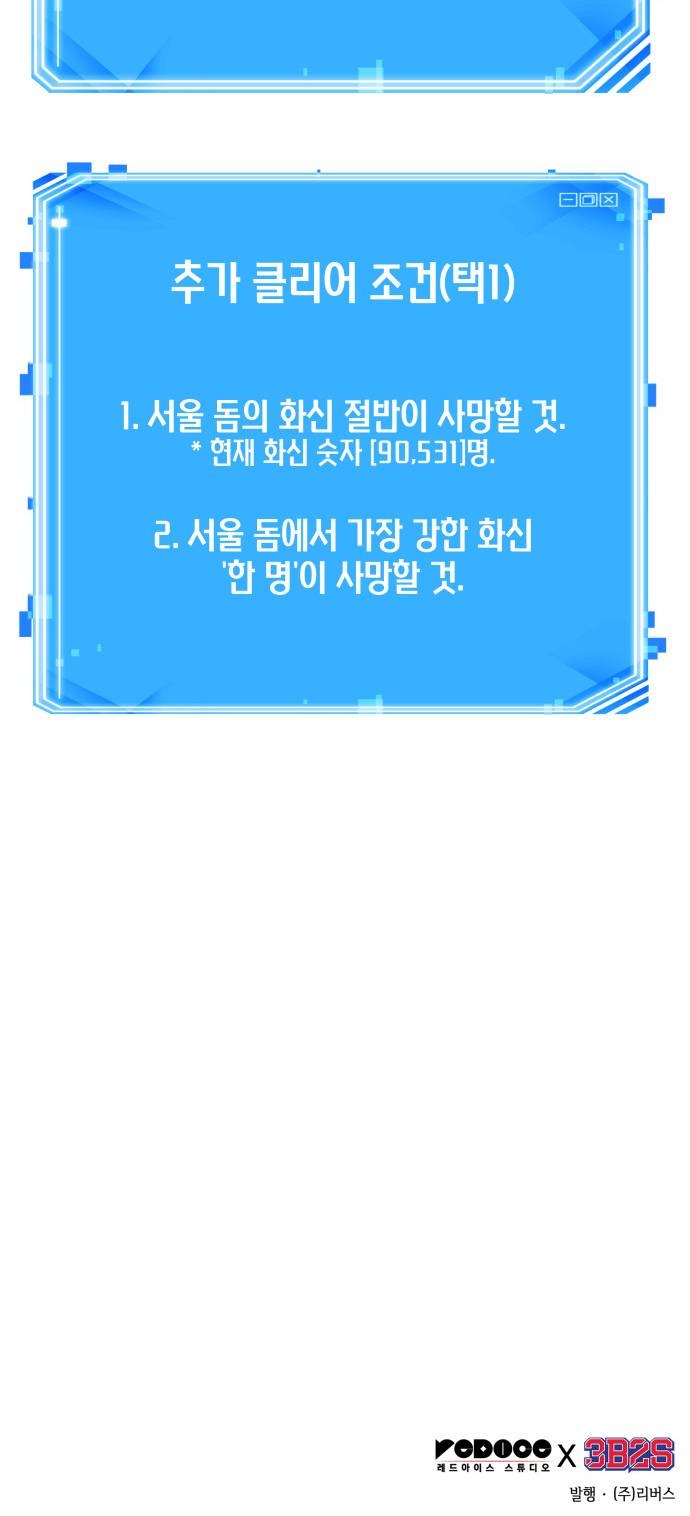 추가 클리어 조건(택1)
1. 서울 돔의 화신 절반이 사망할 것.
* 현재 화신 숫자 [90,531]명.
2. 서울 돔에서 가장 강한 화신
'한 명'이 사망할 것.
REDICE X 3B2S
레드아이스 스튜디오
발행 · (주)리버스